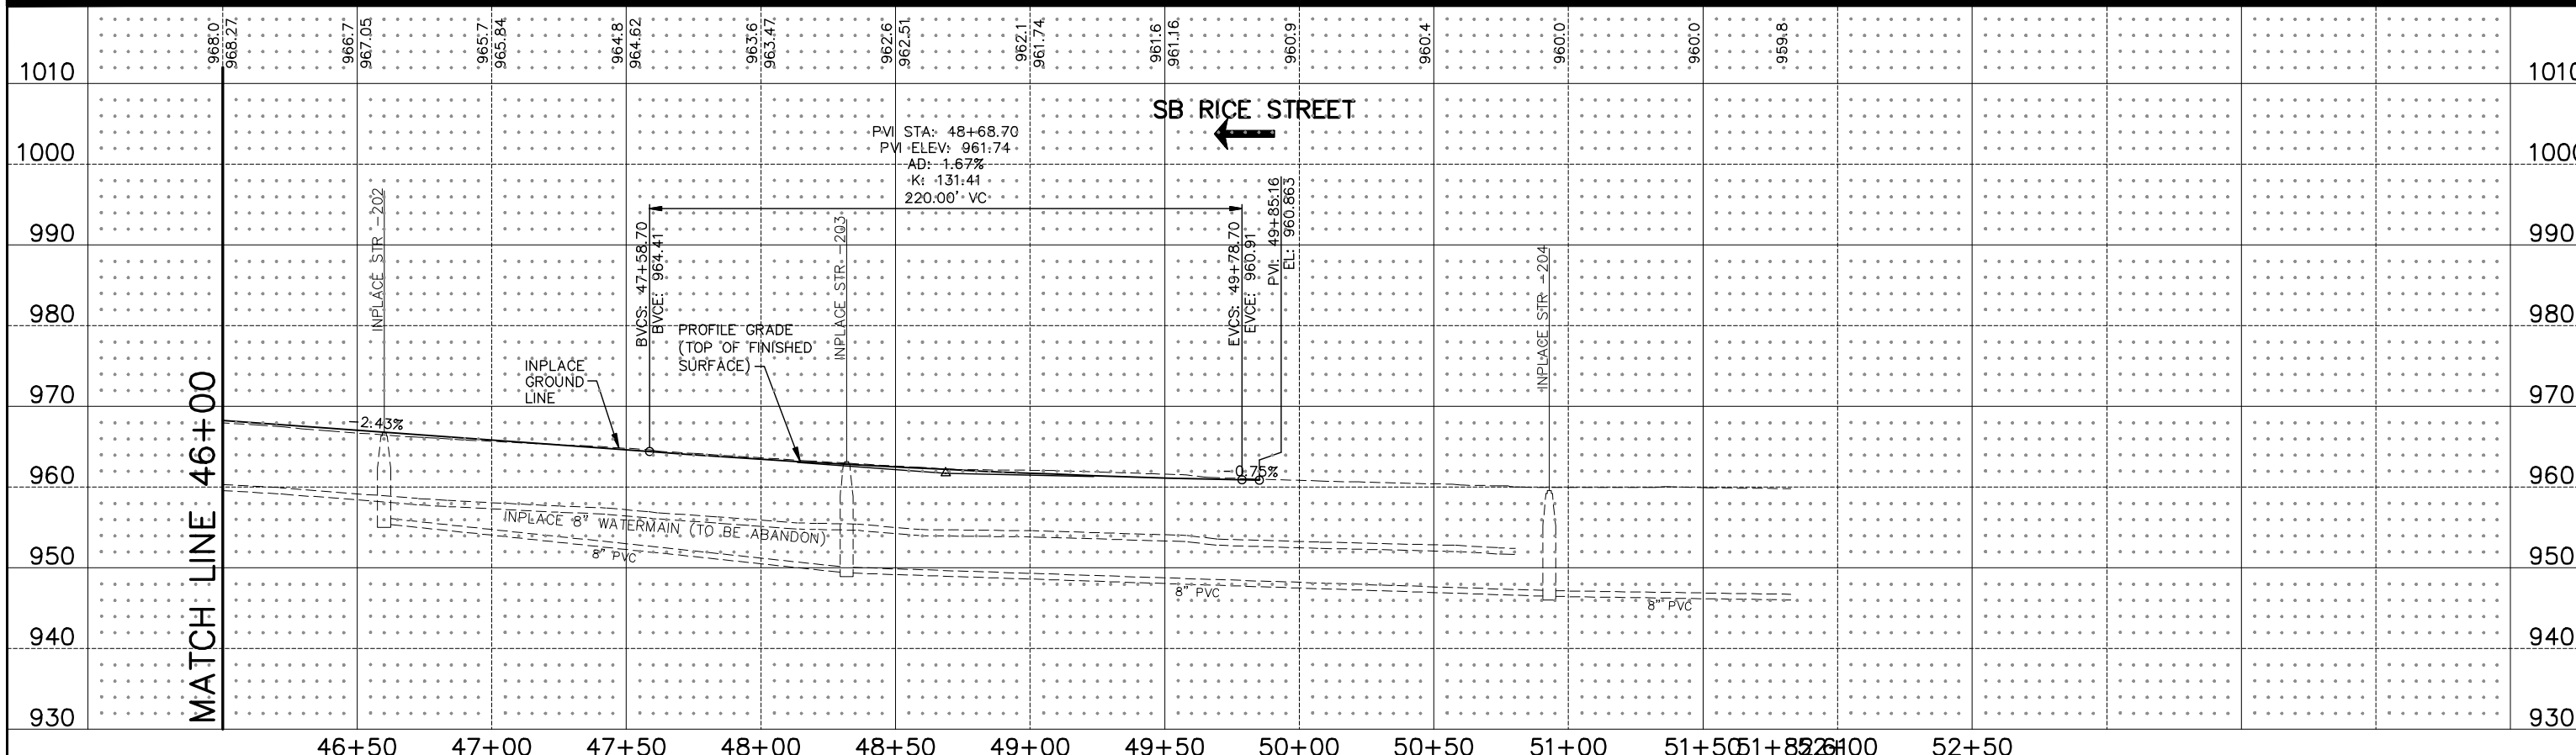 968.0
968.27
966.7
967.05
965.7
965.84
964.8
964.62
963.6
963.47
962.6
962.51
962.1
961.74
961.6
961.16
960.9
960.4
960.0
960.0
959.8
1010
1010
SB RICE STREET
PVI STA: 48+68.70
PVI ELEV: 961.74
AD: 1.67%
K: 131.41
220.00' VC
1000
1000
990
990
INPLACE STR -202
BVCS: 47+58.70
BVCE: 964.41
INPLACE STR -203
EVCS: 49+78.70
EVCE: 960.91
PVI: 49+85.16
EL: 960.863
INPLACE STR -204
980
980
PROFILE GRADE
(TOP OF FINISHED
SURFACE)
INPLACE
GROUND
LINE
970
970
-2.43%
-0.75%
MATCH LINE 46+00
960
960
INPLACE 8" WATERMAIN (TO BE ABANDON)
8" PVC
8" PVC
8" PVC
950
950
940
940
930
930
46+50 47+00 47+50 48+00 48+50 49+00 49+50 50+00 50+50 51+00 51+50 52+00 52+50